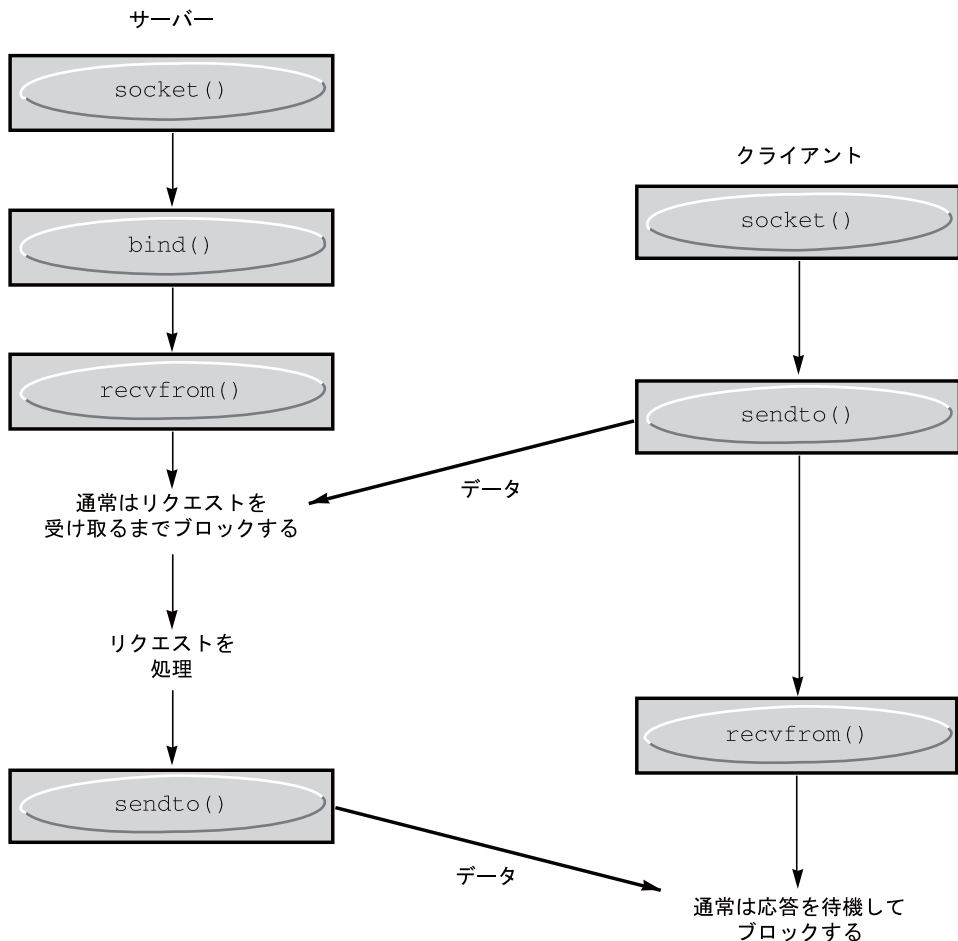 サーバー
socket()
bind()
recvfrom()
通常はリクエストを
受け取るまでブロックする
リクエストを
処理
sendto()
クライアント
socket()
sendto()
データ
recvfrom()
データ
通常は応答を待機して
ブロックする